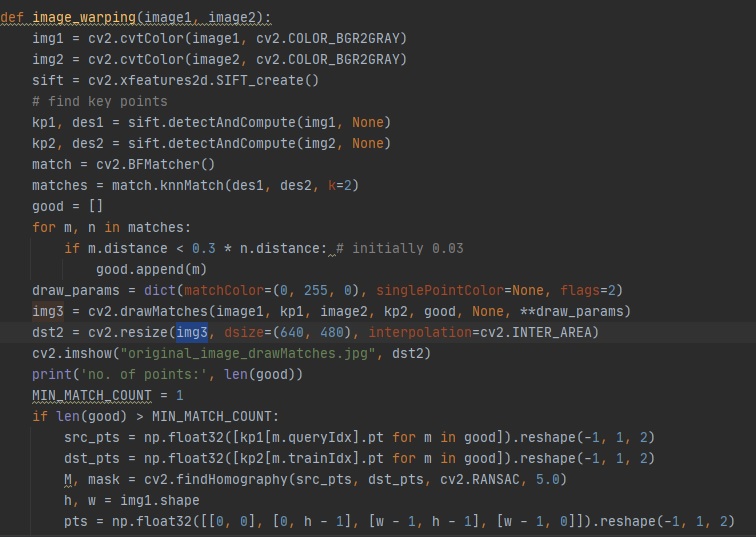 def image_warping(image1, image2):
    img1 = cv2.cvtColor(image1, cv2.COLOR_BGR2GRAY)
    img2 = cv2.cvtColor(image2, cv2.COLOR_BGR2GRAY)
    sift = cv2.xfeatures2d.SIFT_create()
    # find key points
    kp1, des1 = sift.detectAndCompute(img1, None)
    kp2, des2 = sift.detectAndCompute(img2, None)
    match = cv2.BFMatcher()
    matches = match.knnMatch(des1, des2, k=2)
    good = []
    for m, n in matches:
        if m.distance < 0.3 * n.distance: # initially 0.03
            good.append(m)
    draw_params = dict(matchColor=(0, 255, 0), singlePointColor=None, flags=2)
    img3 = cv2.drawMatches(image1, kp1, image2, kp2, good, None, **draw_params)
    dst2 = cv2.resize(img3, dsize=(640, 480), interpolation=cv2.INTER_AREA)
    cv2.imshow("original_image_drawMatches.jpg", dst2)
    print('no. of points:', len(good))
    MIN_MATCH_COUNT = 1
    if len(good) > MIN_MATCH_COUNT:
        src_pts = np.float32([kp1[m.queryIdx].pt for m in good]).reshape(-1, 1, 2)
        dst_pts = np.float32([kp2[m.trainIdx].pt for m in good]).reshape(-1, 1, 2)
        M, mask = cv2.findHomography(src_pts, dst_pts, cv2.RANSAC, 5.0)
        h, w = img1.shape
        pts = np.float32([[0, 0], [0, h - 1], [w - 1, h - 1], [w - 1, 0]]).reshape(-1, 1, 2)